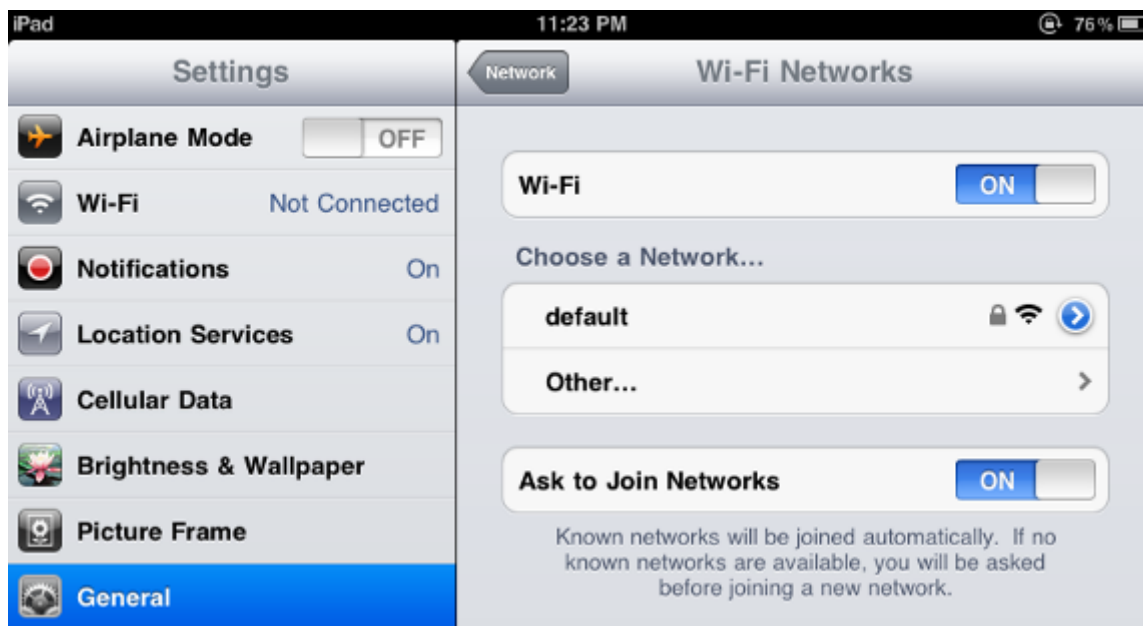 iPad 11:23 PM 76%
Settings
Network Wi-Fi Networks
Airplane Mode OFF
Wi-Fi Not Connected
Notifications On
Location Services On
Cellular Data
Brightness & Wallpaper
Picture Frame
General
Wi-Fi ON
Choose a Network...
default
Other...
Ask to Join Networks ON
Known networks will be joined automatically. If no
known networks are available, you will be asked
before joining a new network.